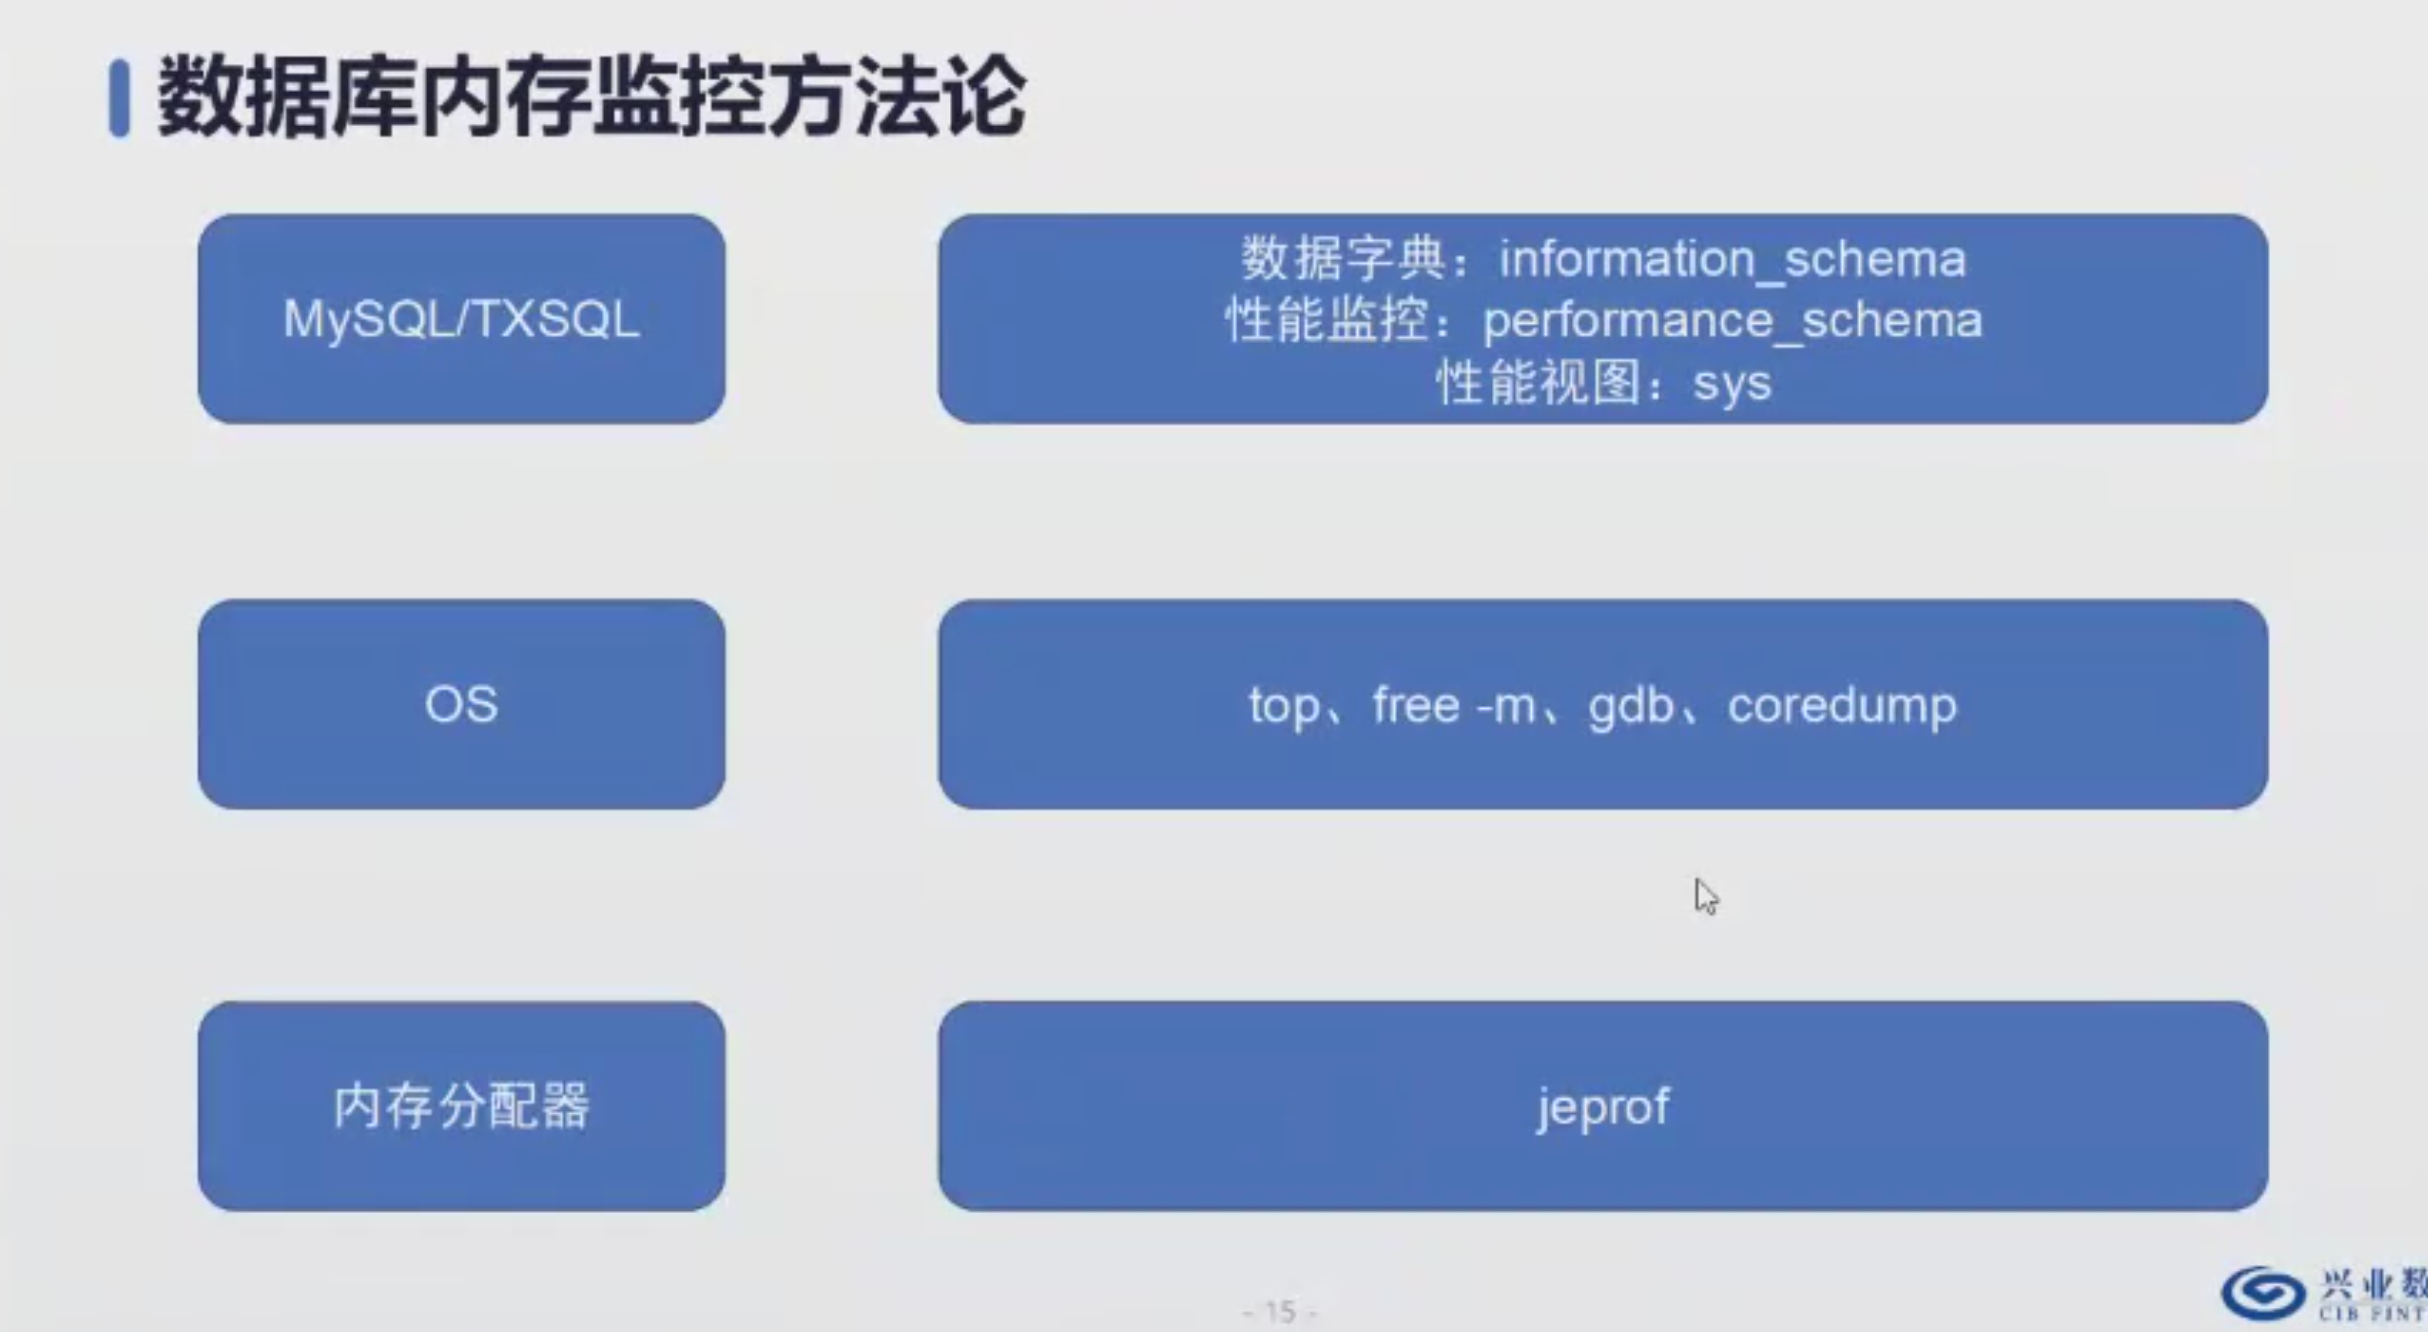 数据库内存监控方法论
MySQL/TXSQL
数据字典：information_schema
性能监控：performance_schema
性能视图：sys
OS
top、free -m、gdb、coredump
内存分配器
jeprof
- 15 -
兴业数
CIB FINT